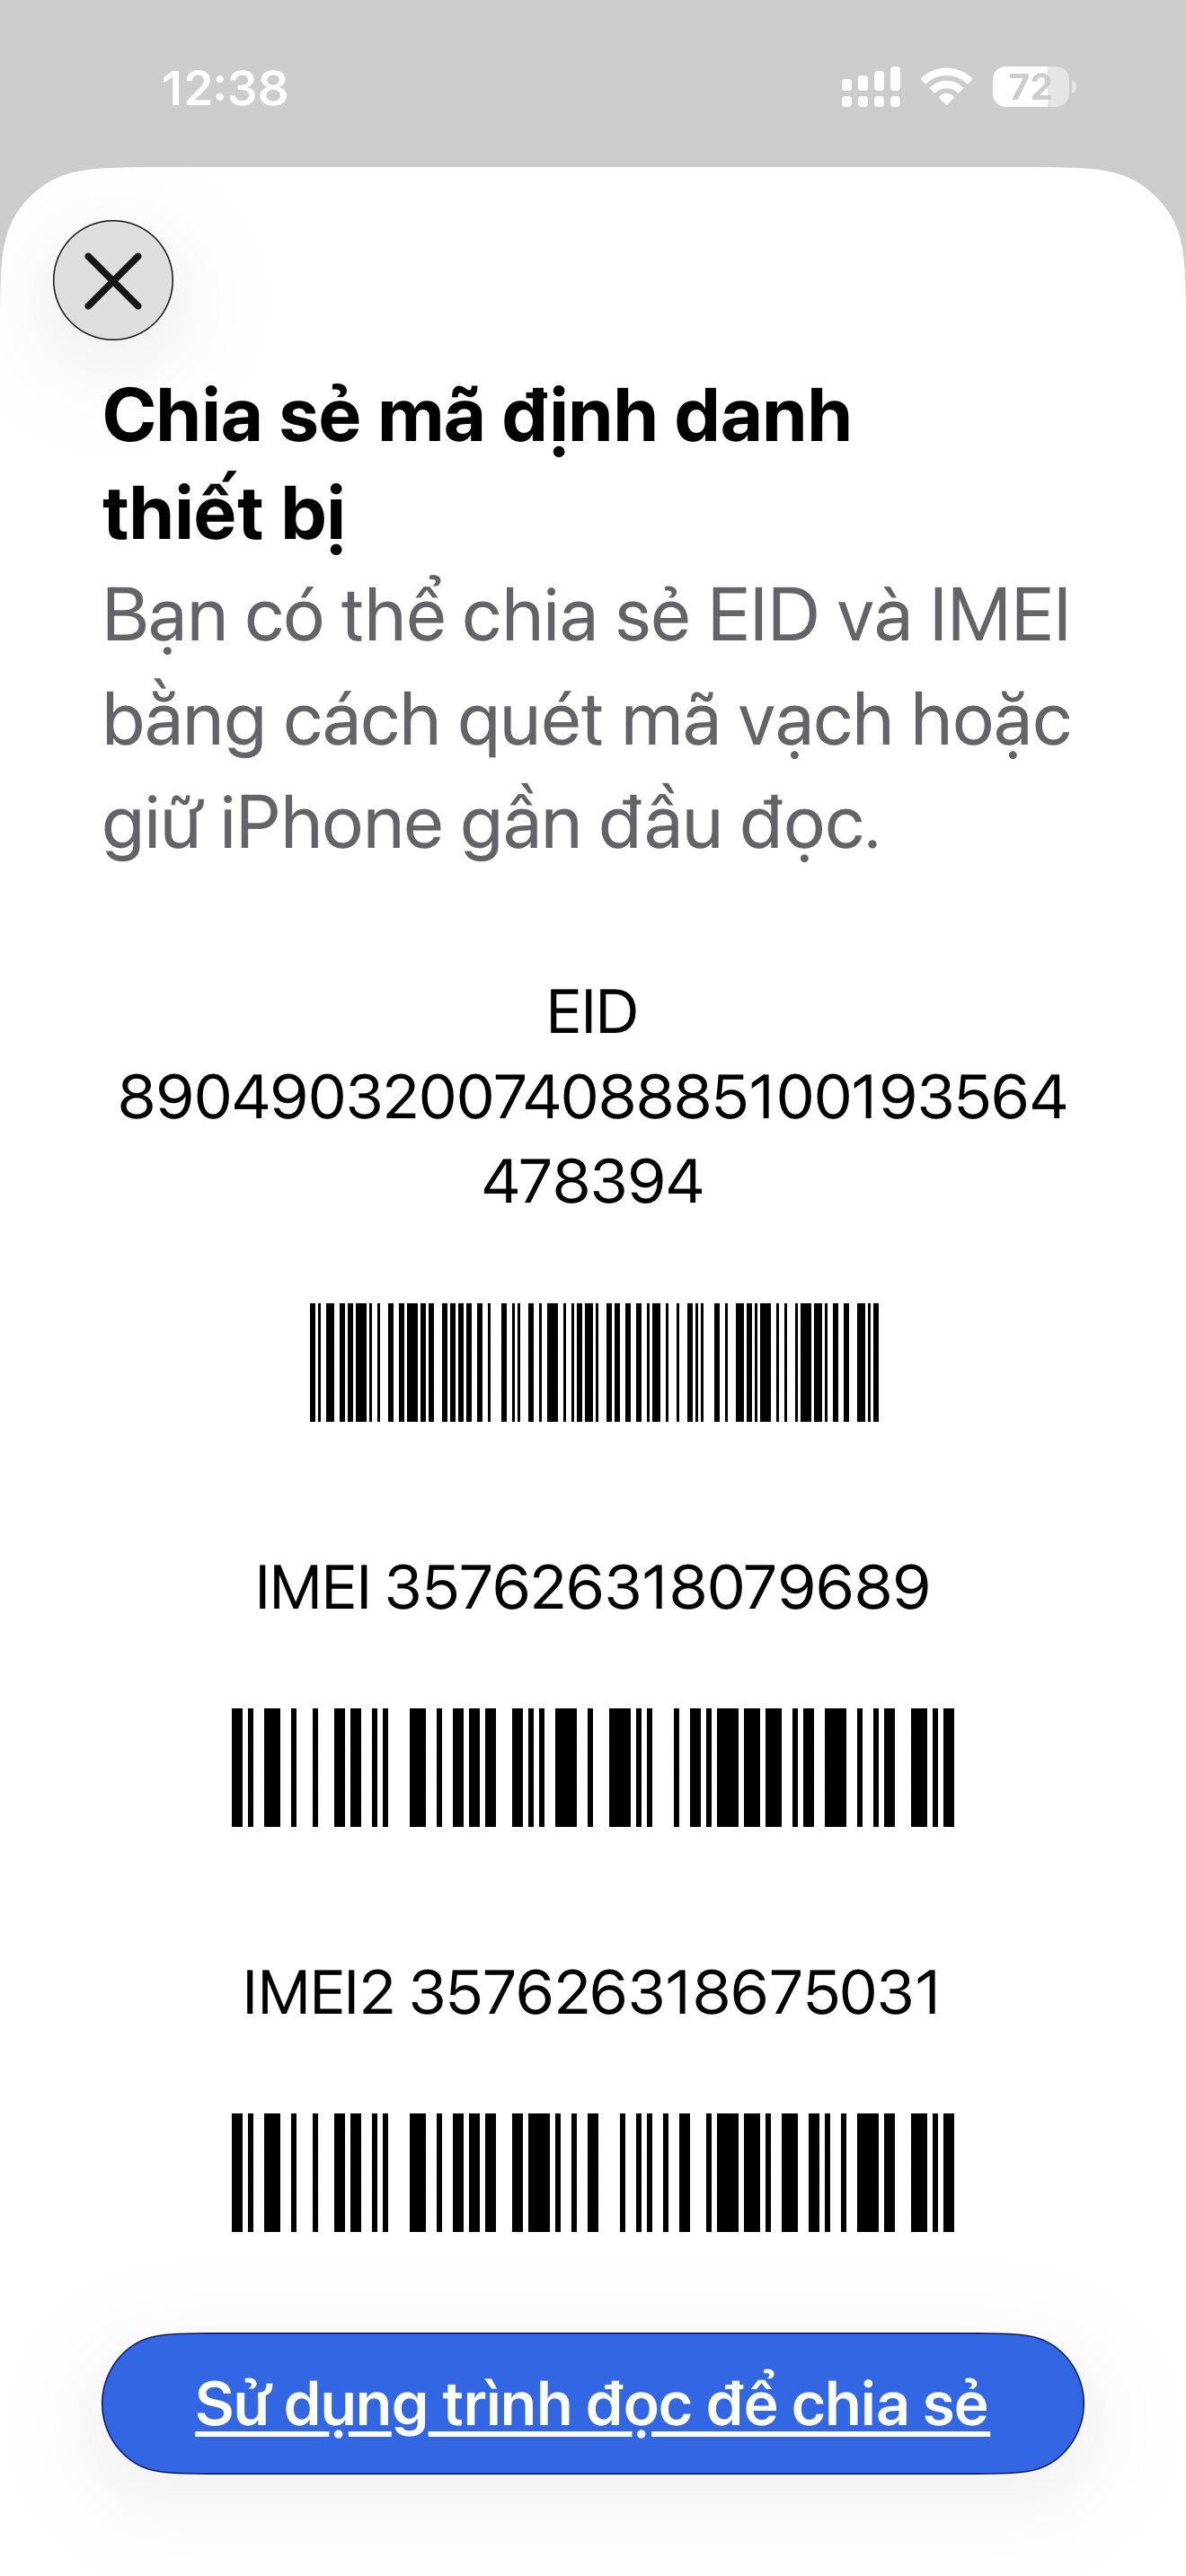 12:38
72
Chia sẻ mã định danh
thiết bị
Bạn có thể chia sẻ EID và IMEI
bằng cách quét mã vạch hoặc
giữ iPhone gần đầu đọc.
EID
89049032007408885100193564
478394
IMEI 357626318079689
IMEI2 357626318675031
Sử dụng trình đọc để chia sẻ